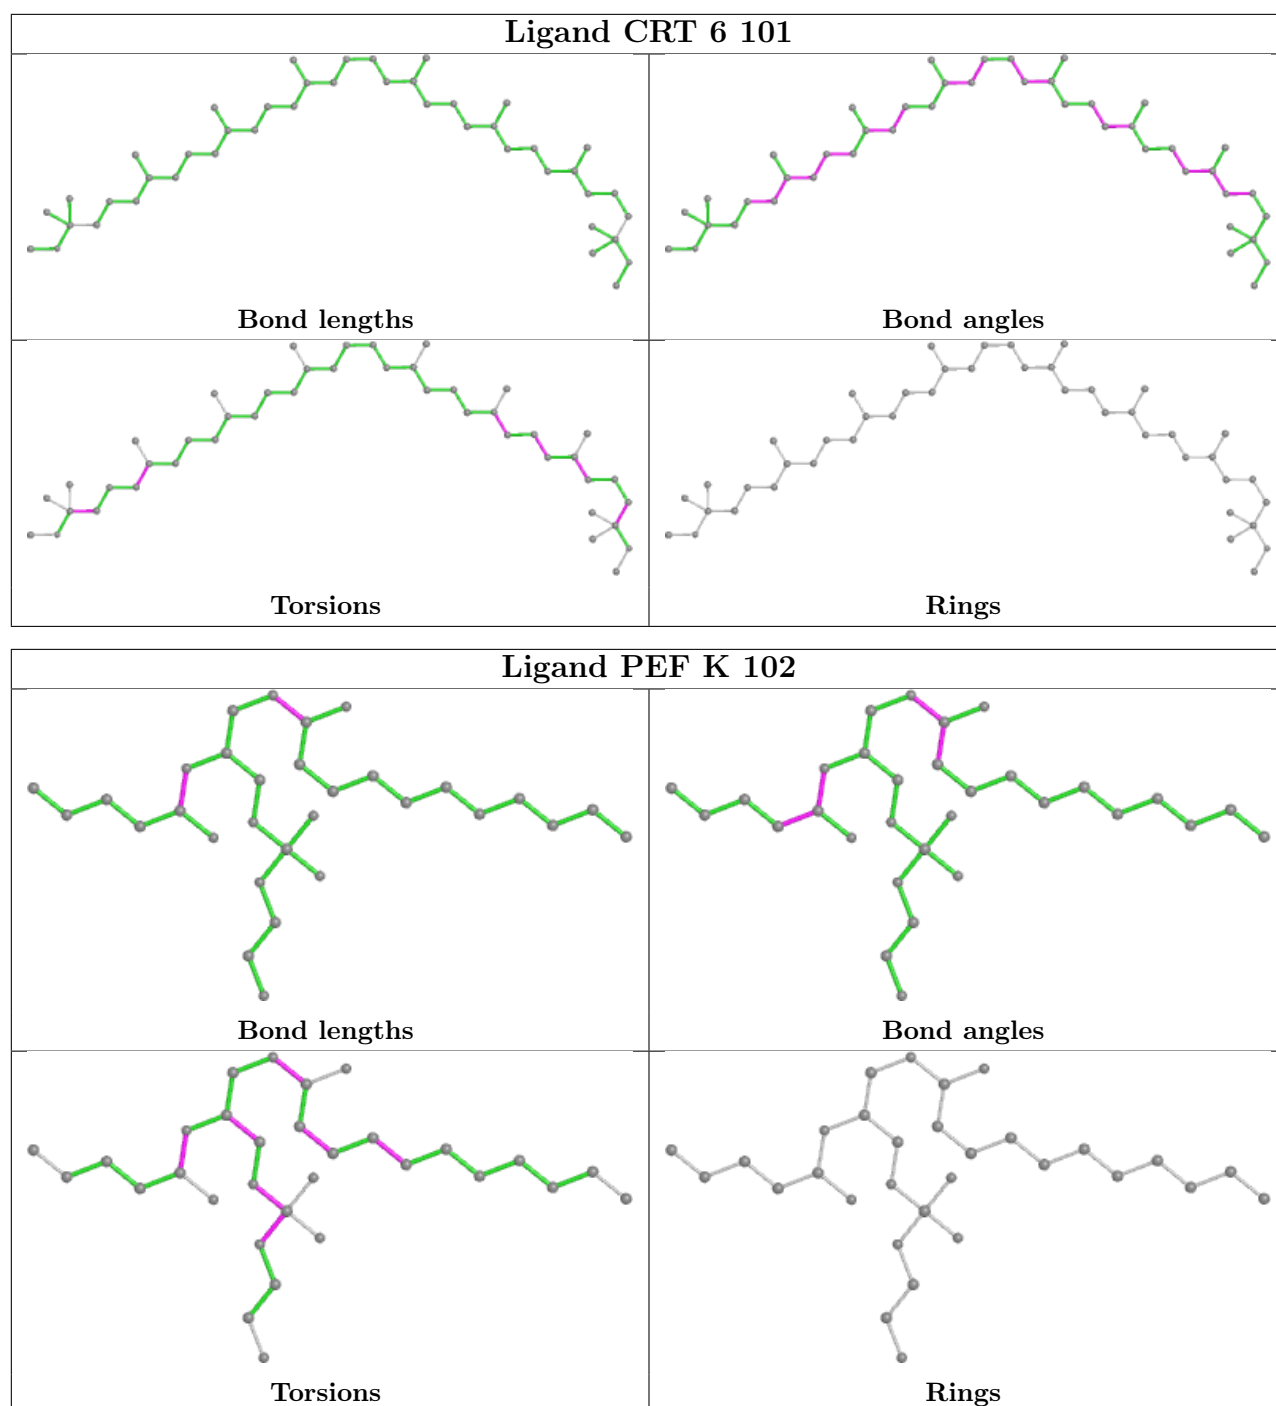 Ligand CRT 6 101
Bond lengths
Bond angles
Torsions
Rings
Ligand PEF K 102
Bond lengths
Bond angles
Torsions
Rings